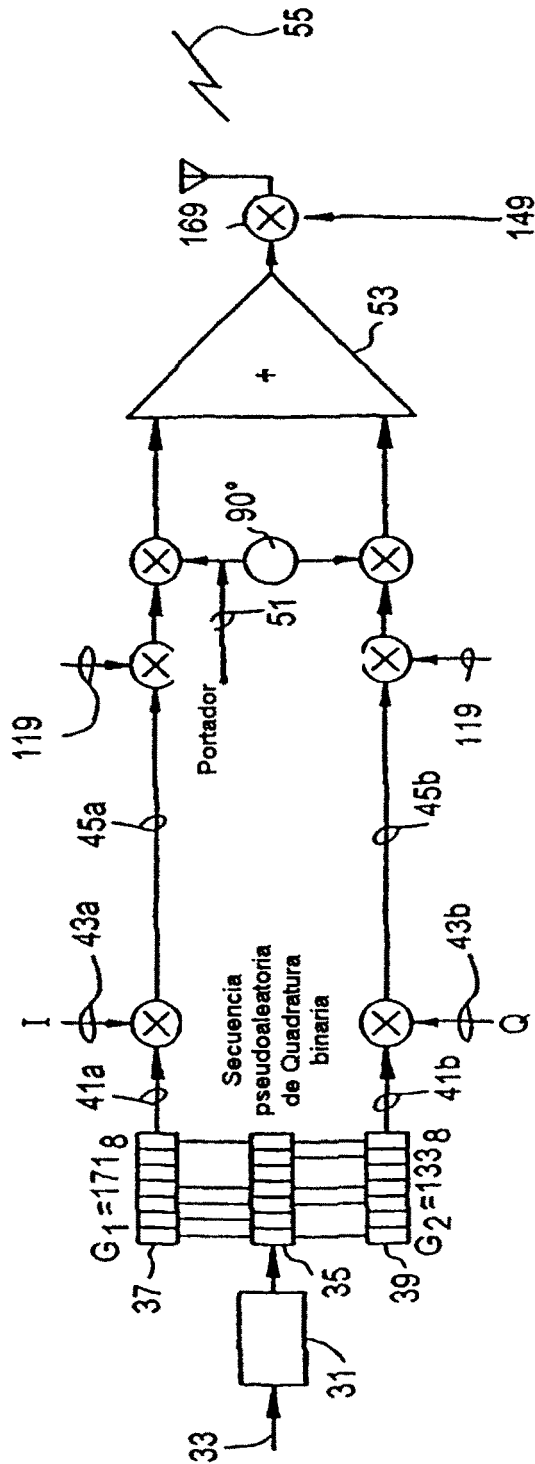 55
169
149
53
90°
51
Portador
119
119
45a
45b
43a
I
43b
Q
Secuencia
pseudoaleatoria
de Quadratura
binaria
41a
41b
G1 = 171 8
G2 = 133 8
37
35
39
31
33